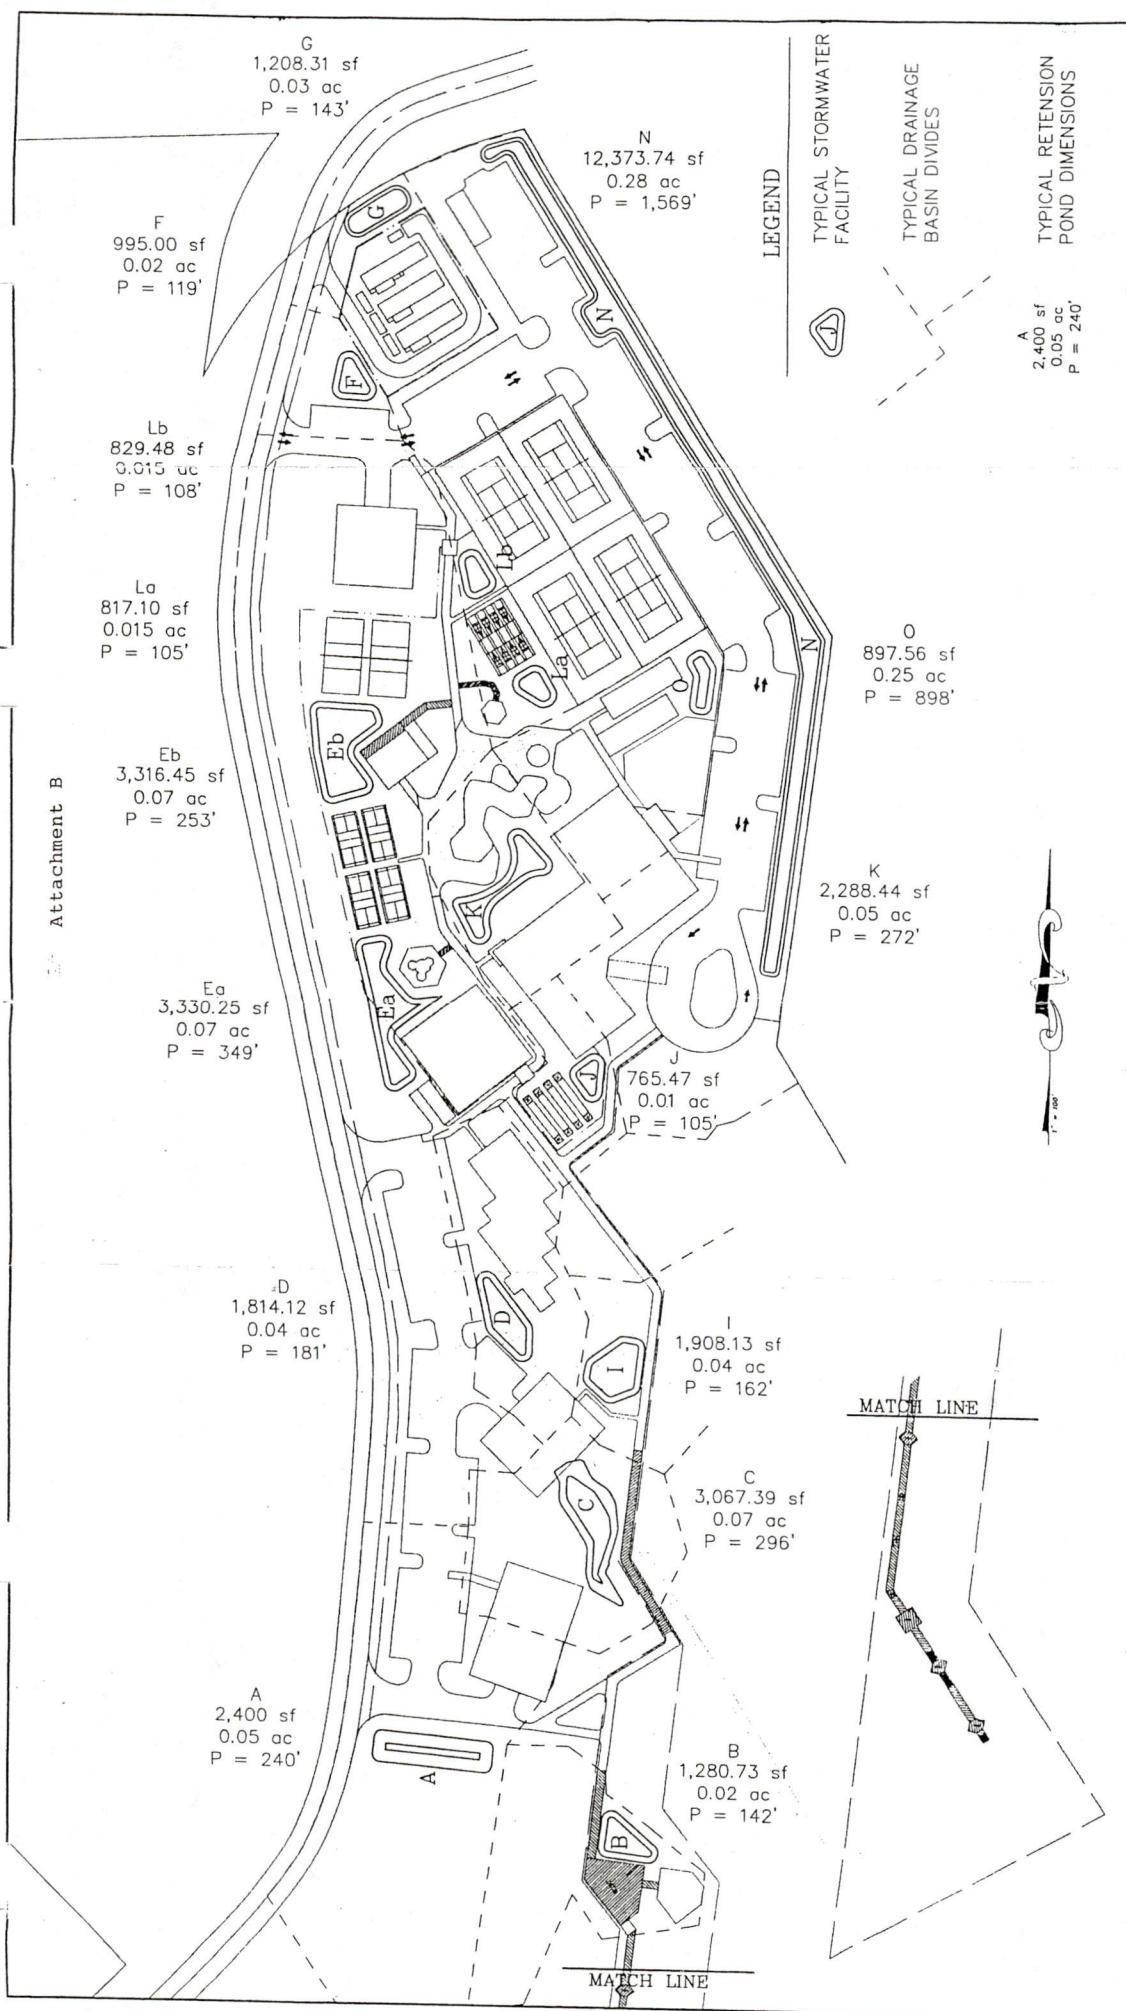 G
1,208.31 sf
0.03 ac
P = 143'
N
12,373.74 sf
0.28 ac
P = 1,569'
F
995.00 sf
0.02 ac
P = 119'
Lb
829.48 sf
0.015 ac
P = 108'
La
817.10 sf
0.015 ac
P = 105'
O
897.56 sf
0.25 ac
P = 898'
Eb
3,316.45 sf
0.07 ac
P = 253'
K
2,288.44 sf
0.05 ac
P = 272'
Ea
3,330.25 sf
0.07 ac
P = 349'
J
765.47 sf
0.01 ac
P = 105'
D
1,814.12 sf
0.04 ac
P = 181'
I
1,908.13 sf
0.04 ac
P = 162'
C
3,067.39 sf
0.07 ac
P = 296'
A
2,400 sf
0.05 ac
P = 240'
B
1,280.73 sf
0.02 ac
P = 142'
G
F
N
N
Lb
La
O
Eb
K
Ea
J
D
I
C
A
B
MATCH LINE
MATCH LINE
Attachment B
LEGEND
J
TYPICAL STORMWATER
FACILITY
TYPICAL DRAINAGE
BASIN DIVIDES
A
2,400 sf
0.05 ac
P = 240'
TYPICAL RETENSION
POND DIMENSIONS
1" = 100'